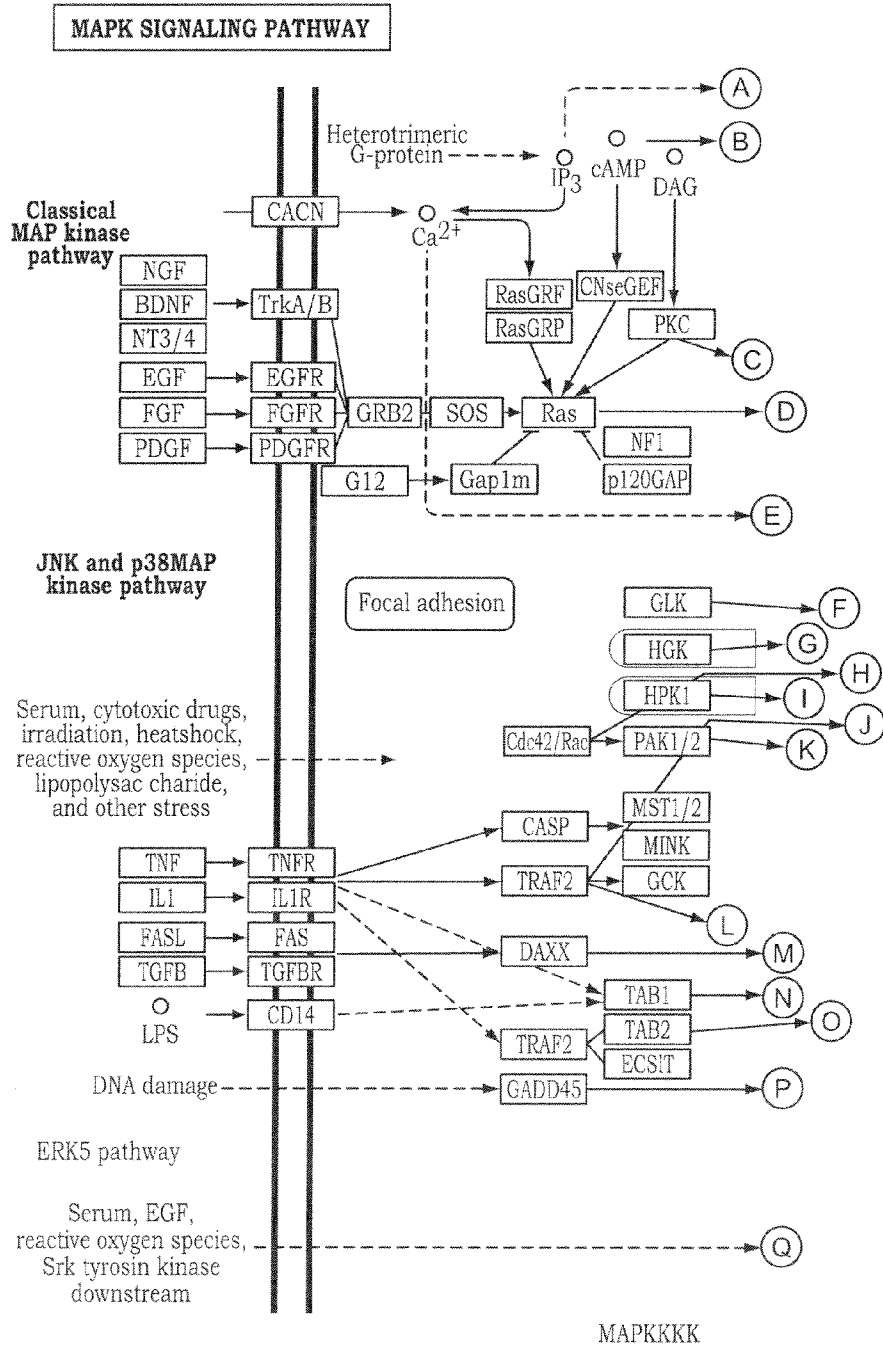 MAPK SIGNALING PATHWAY
A
Heterotrimeric
G-protein
B
IP3
cAMP
DAG
Classical
MAP kinase
pathway
CACN
Ca2+
NGF
BDNF
TrkA/B
NT3/4
RasGRF
RasGRP
CNseGEF
PKC
C
EGF
EGFR
FGF
FGFR
GRB2
SOS
Ras
D
PDGF
PDGFR
NF1
G12
Gap1m
p120GAP
E
JNK and p38MAP
kinase pathway
Focal adhesion
GLK
F
HGK
G
H
HPK1
I
J
Serum, cytotoxic drugs,
irradiation, heatshock,
reactive oxygen species,
lipopolysac charide,
and other stress
Cdc42/Rac
PAK1/2
K
CASP
MST1/2
MINK
TNF
TNFR
TRAF2
GCK
IL1
IL1R
L
FASL
FAS
DAXX
M
TGFB
TGFBR
TAB1
N
LPS
CD14
TAB2
O
TRAF2
ECSIT
DNA damage
GADD45
P
ERK5 pathway
Serum, EGF,
reactive oxygen species,
Srk tyrosin kinase
downstream
Q
MAPKKKK